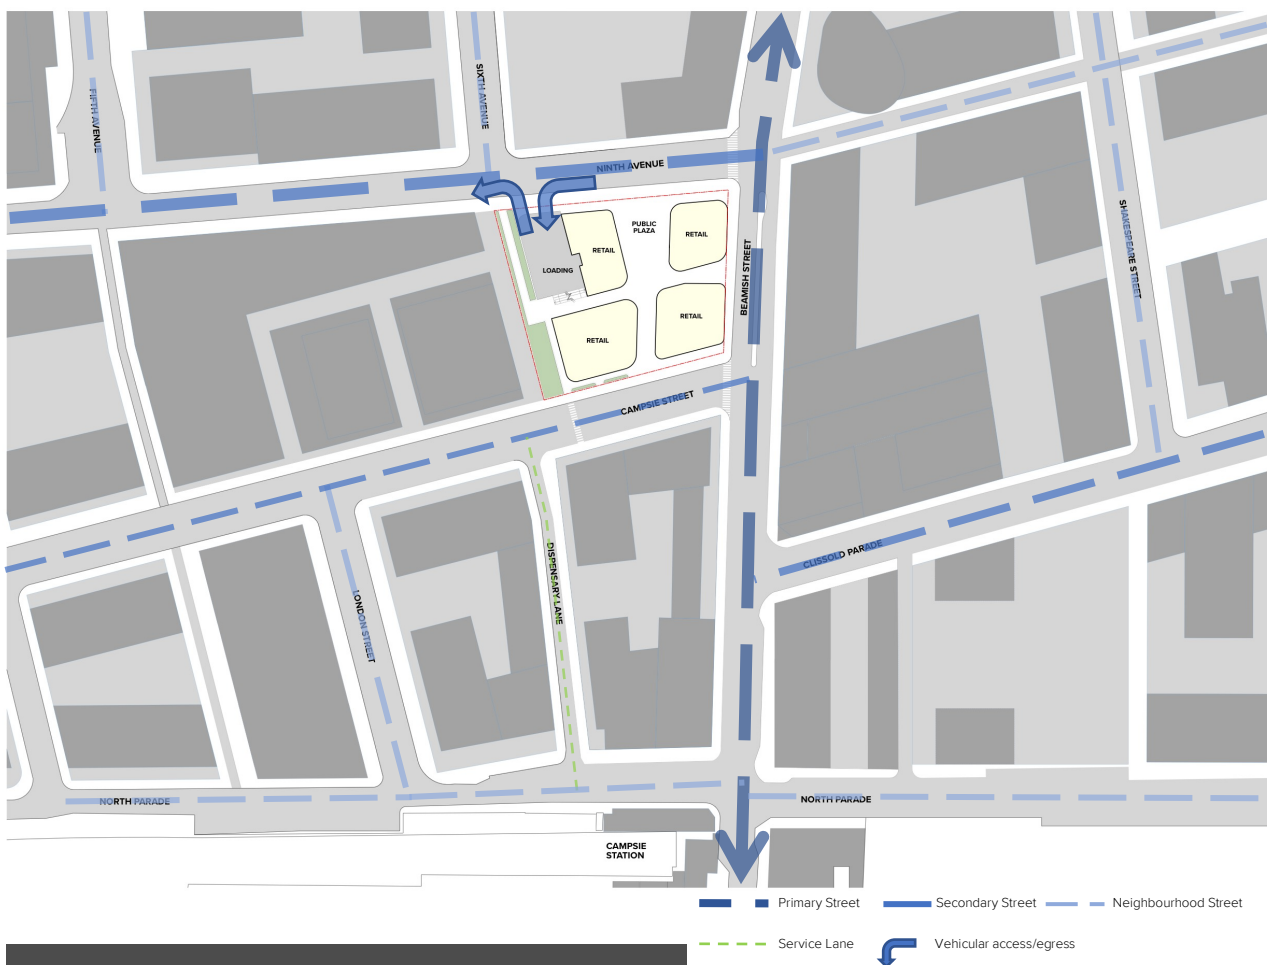 FIFTH AVENUE
SIXTH AVENUE
NINTH AVENUE
PUBLIC
PLAZA
RETAIL
RETAIL
LOADING
RETAIL
RETAIL
BEAMISH STREET
SHAKESPEARE STREET
CAMPSIE STREET
CLISSOLD PARADE
DISPENSARY LANE
LONDON STREET
NORTH PARADE
NORTH PARADE
CAMPSIE
STATION
Primary Street
Secondary Street
Neighbourhood Street
Service Lane
Vehicular access/egress